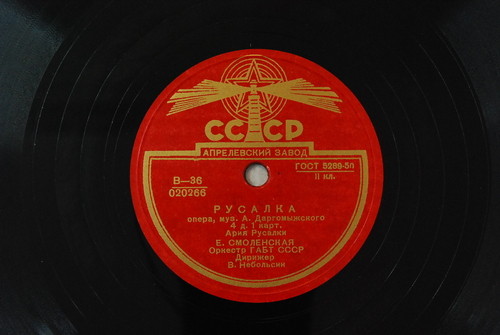 СССР
АПРЕЛЕВСКИЙ ЗАВОД
ГОСТ 5289-50
II кл.
В—36
020266
РУСАЛКА
опера, муз. А. Даргомыжского
4 д. 1 карт.
Ария Русалки
Е. СМОЛЕНСКАЯ
Оркестр ГАБТ СССР
Дирижер
В. Небольсин